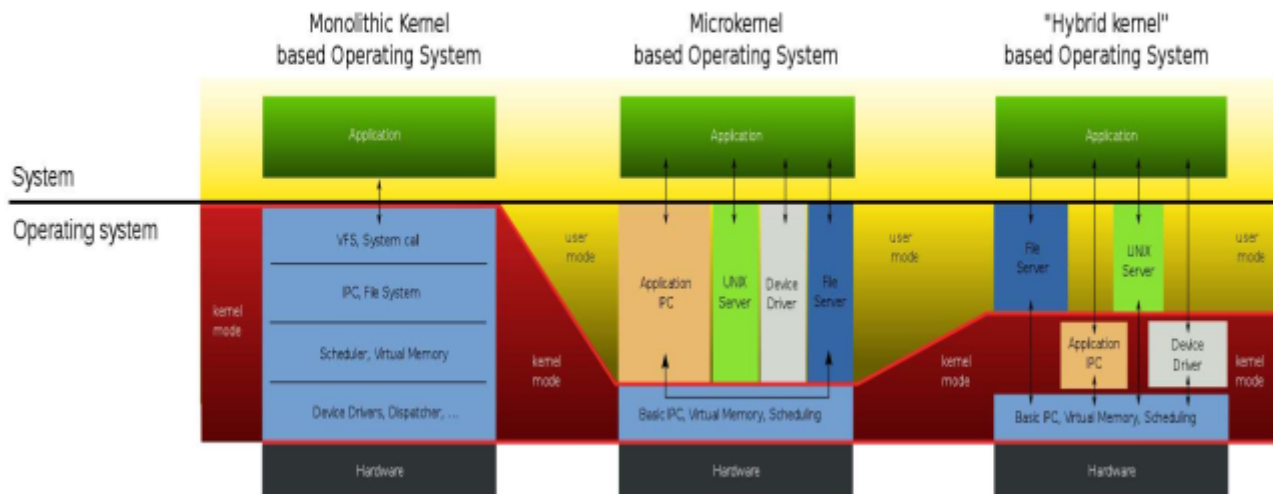 Monolithic Kernel
based Operating System
Microkernel
based Operating System
"Hybrid kernel"
based Operating System
Application
Application
Application
System
Operating system
VFS, System call
IPC, File System
Scheduler, Virtual Memory
Device Drivers, Dispatcher, ...
Hardware
kernel
mode
kernel
mode
user
mode
Application
IPC
UNIX
Server
Device
Driver
File
Server
Basic IPC, Virtual Memory, Scheduling
Hardware
user
mode
kernel
mode
File
Server
UNIX
Server
user
mode
Application
IPC
Device
Driver
kernel
mode
Basic IPC, Virtual Memory, Scheduling
Hardware